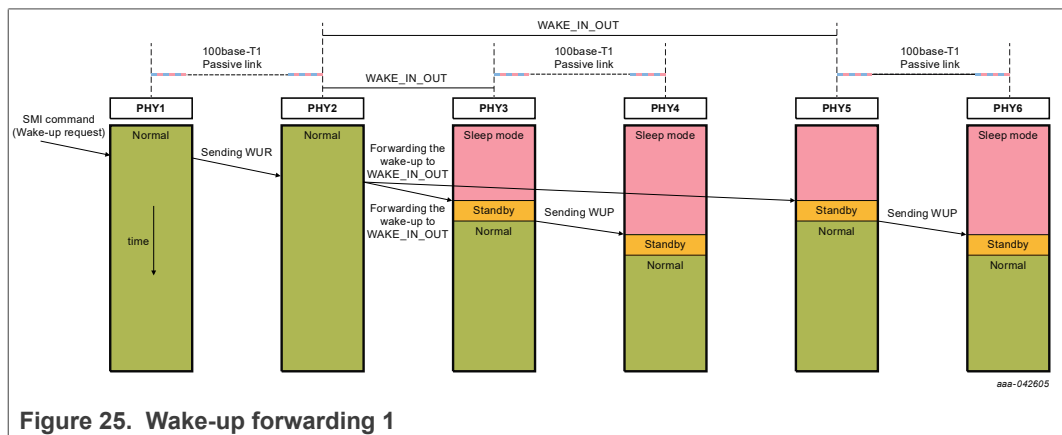 WAKE_IN_OUT
100base-T1
Passive link
100base-T1
Passive link
100base-T1
Passive link
WAKE_IN_OUT
PHY1
PHY2
PHY3
PHY4
PHY5
PHY6
SMI command
(Wake-up request)
Normal
Normal
Sleep mode
Sleep mode
Sleep mode
Sending WUR
Forwarding the
wake-up to
WAKE_IN_OUT
Forwarding the
wake-up to
WAKE_IN_OUT
Standby
Normal
Sending WUP
Standby
Normal
Standby
Normal
Sending WUP
Standby
Normal
time
aaa-042605
Figure 25. Wake-up forwarding 1